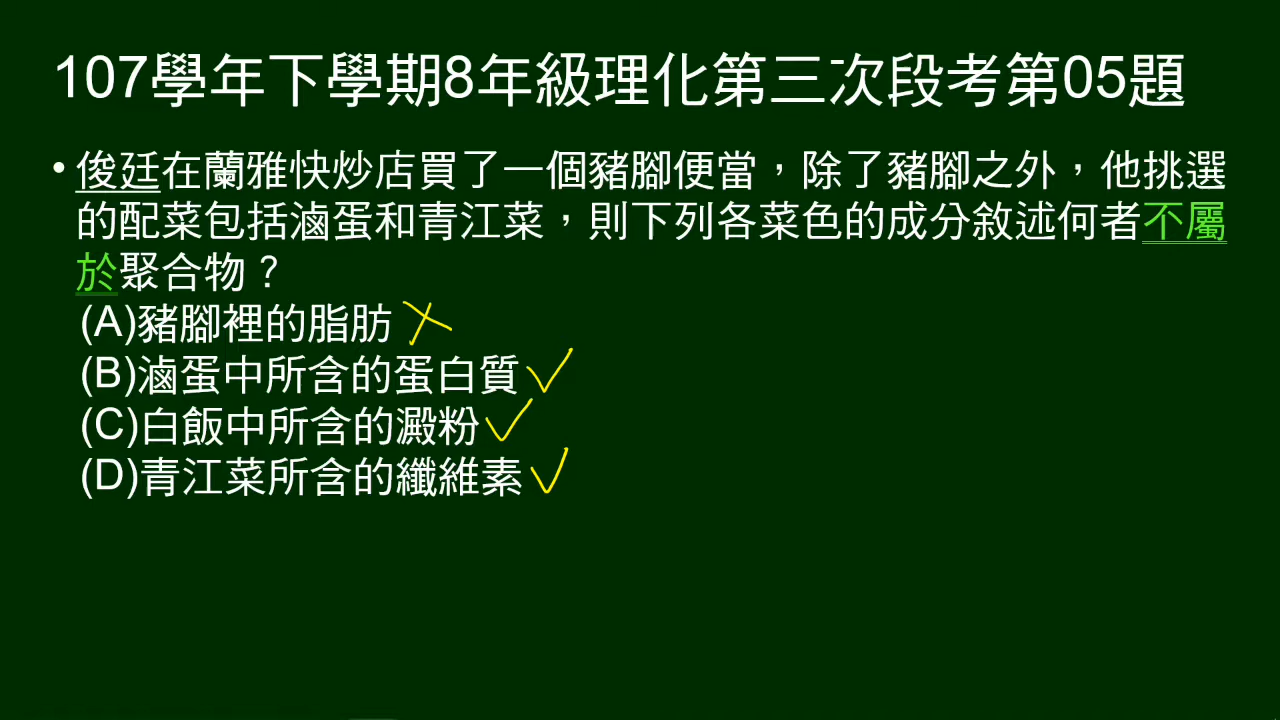 107學年下學期8年級理化第三次段考第05題
•俊廷在蘭雅快炒店買了一個豬腳便當，除了豬腳之外，他挑選
的配菜包括滷蛋和青江菜，則下列各菜色的成分敘述何者不屬
於聚合物？
(A)豬腳裡的脂肪
(B)滷蛋中所含的蛋白質
(C)白飯中所含的澱粉
(D)青江菜所含的纖維素